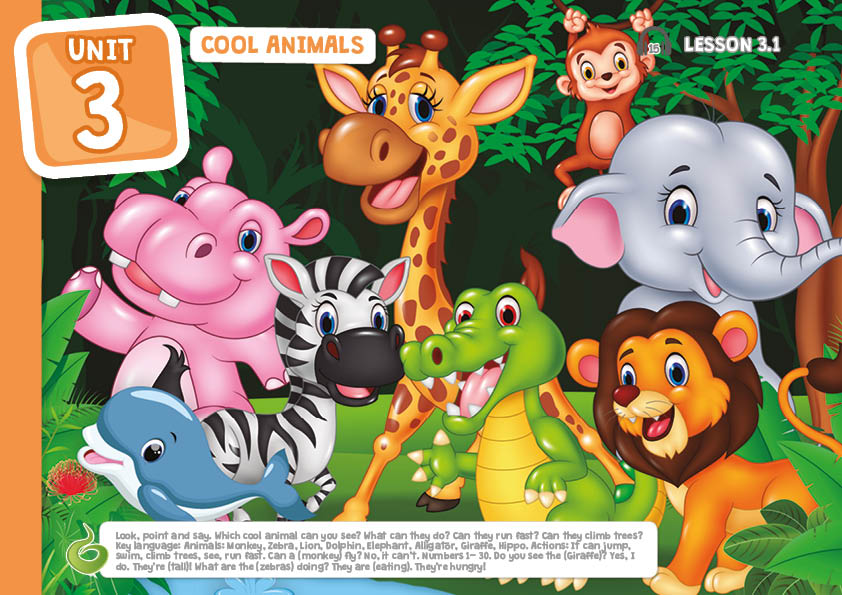 UNIT
3
COOL ANIMALS
15
LESSON 3.1
Look, point and say. Which cool animal can you see? What can they do? Can they run fast? Can they climb trees?
Key language: Animals: Monkey, Zebra, Lion, Dolphin, Elephant, Alligator, Giraffe, Hippo. Actions: It can jump,
swim, climb trees, see, run fast. Can a (monkey) fly? No, it can't. Numbers 1- 30. Do you see the (Giraffe)? Yes, I
do. They're (tall)! What are the (zebras) doing? They are (eating). They're hungry!